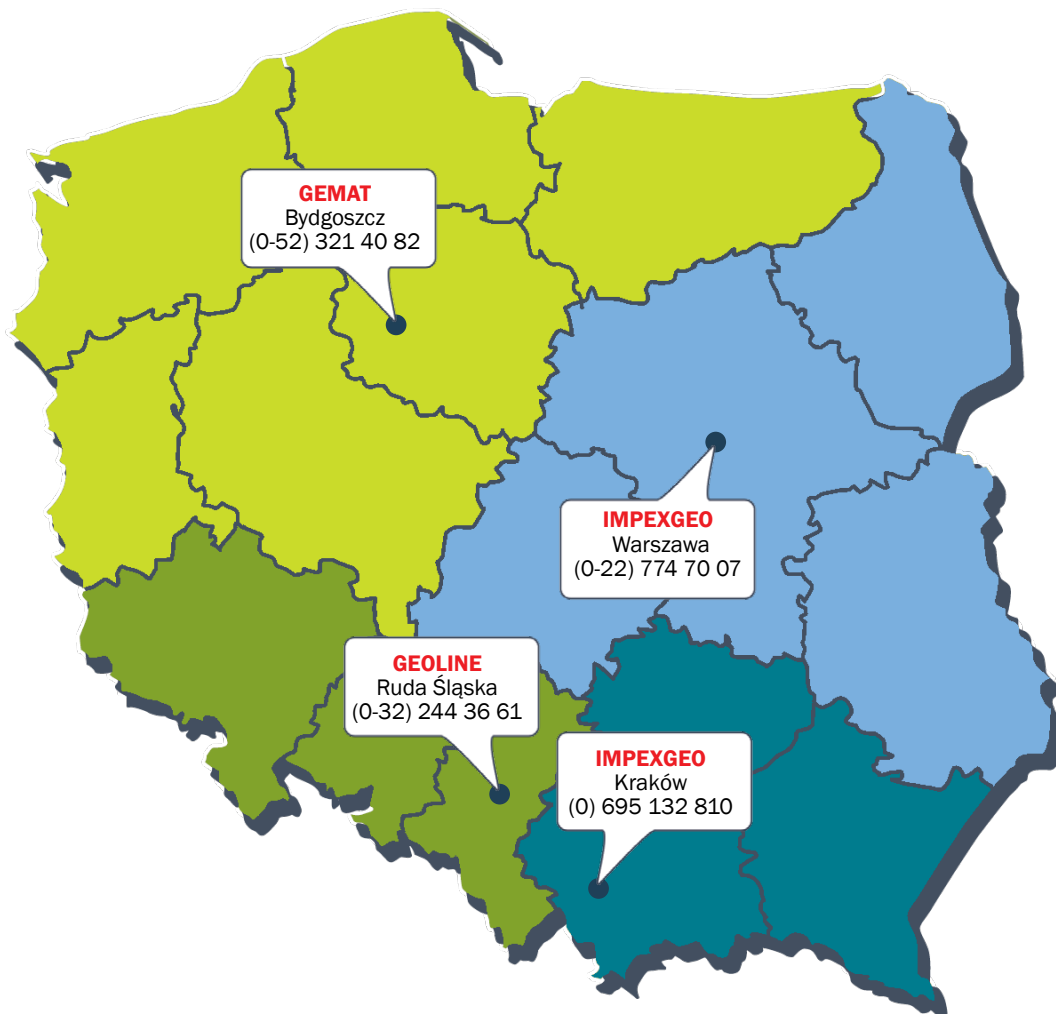 GEMAT
Bydgoszcz
(0-52) 321 40 82
IMPEXGEO
Warszawa
(0-22) 774 70 07
GEOLINE
Ruda Śląska
(0-32) 244 36 61
IMPEXGEO
Kraków
(0) 695 132 810